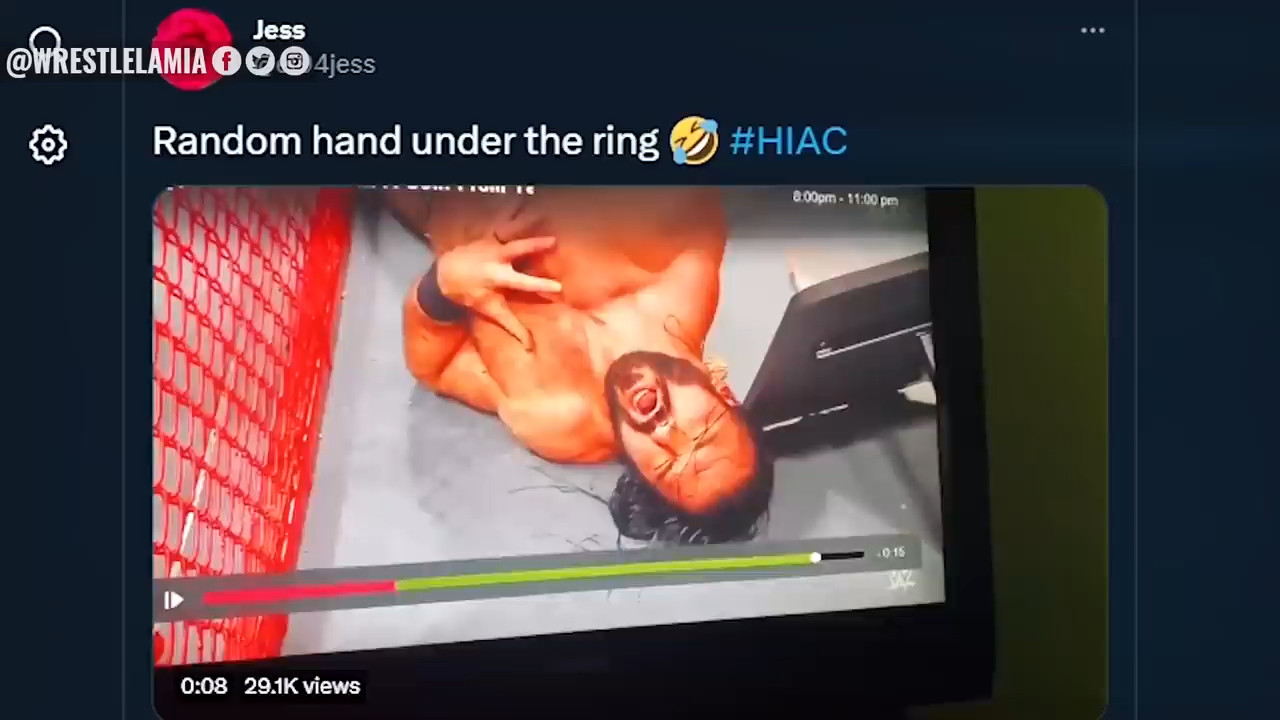 Jess
@WRESTLELAMIA
4jess
Random hand under the ring 🤣 #HIAC
8:00pm - 11:00 pm
-0:15
0:08 29.1K views